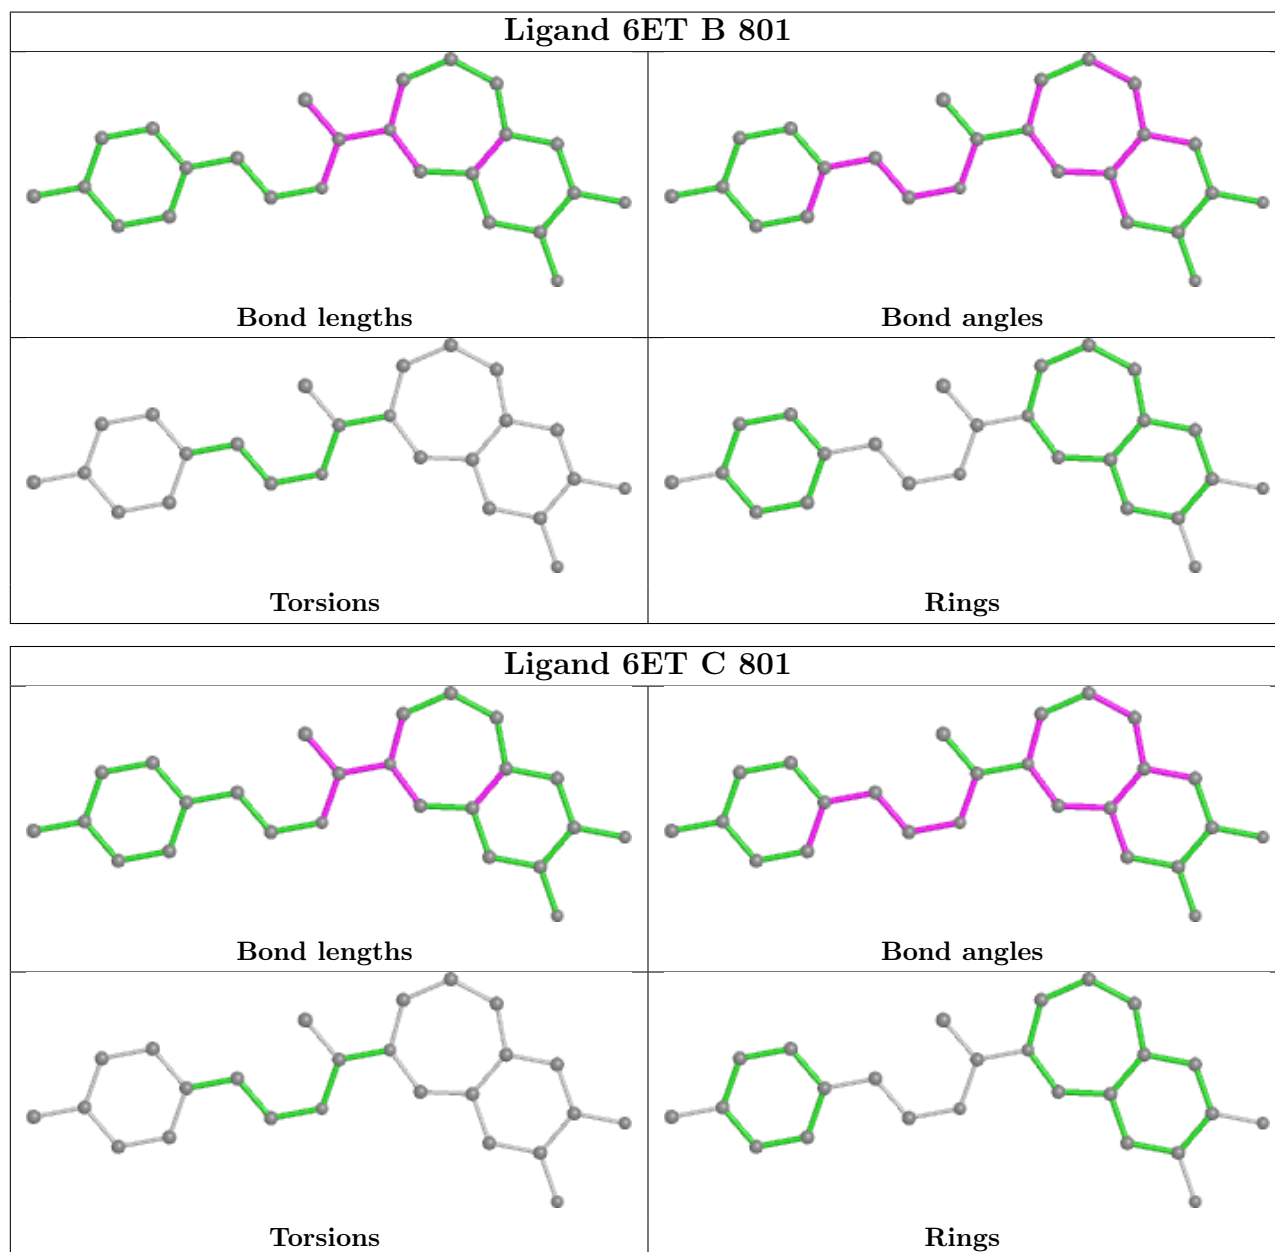 Ligand 6ET B 801
Bond lengths
Bond angles
Torsions
Rings
Ligand 6ET C 801
Bond lengths
Bond angles
Torsions
Rings